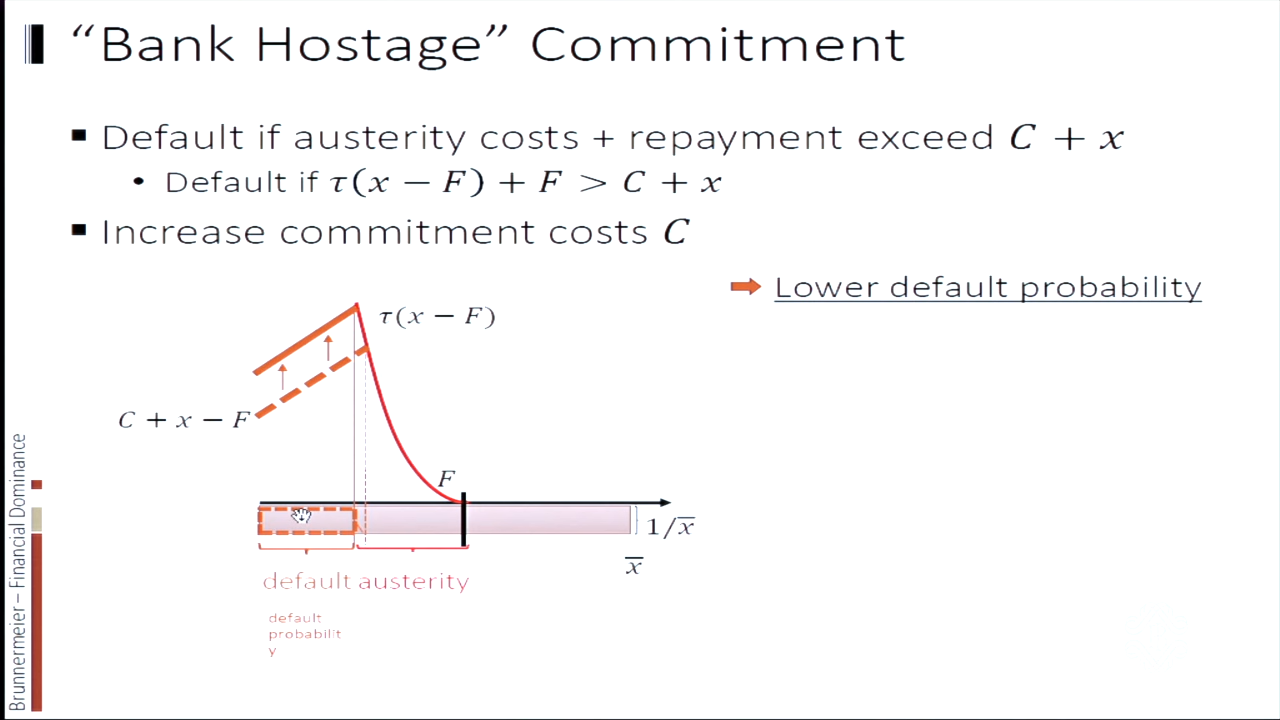 “Bank Hostage” Commitment
▪ Default if austerity costs + repayment exceed C + x
• Default if τ(x − F) + F > C + x
▪ Increase commitment costs C
Lower default probability
τ(x − F)
C + x − F
F
1/x̅
x̅
default austerity
default
probabilit
y
Brunnermeier – Financial Dominance